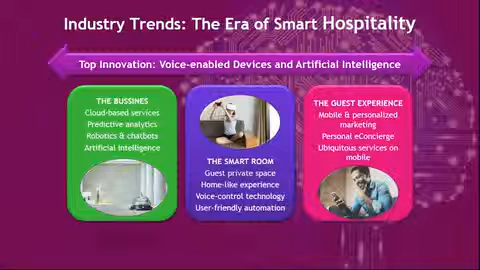 Industry Trends: The Era of Smart Hospitality
Top Innovation: Voice-enabled Devices and Artificial Intelligence
THE BUSSINES
Cloud-based services
Predictive analytics
Robotics & chatbots
Artificial Intelligence
THE SMART ROOM
Guest private space
Home-like experience
Voice-control technology
User-friendly automation
THE GUEST EXPERIENCE
Mobile & personalized
marketing
Personal eConcierge
Ubiquitous services on
mobile